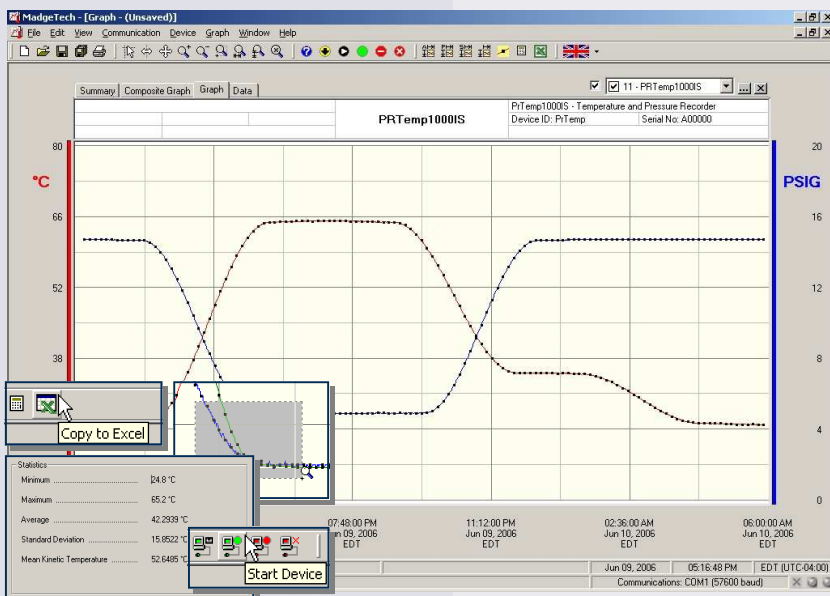 MadgeTech - [Graph - (Unsaved)]
File Edit View Communication Device Graph Window Help
Summary Composite Graph Graph Data
11 - PRTemp1000IS
PRTemp1000IS
PrTemp1000IS - Temperature and Pressure Recorder
Device ID: PrTemp Serial No: A00000
80 20
°C PSIG
66 16
52 12
38 8
4
0
Copy to Excel
Statistics
Minimum 24.8 °C
Maximum 65.2 °C
Average 42.2939 °C
Standard Deviation 15.8522 °C
Mean Kinetic Temperature 52.6485 °C
Start Device
07:48:00 PM 11:12:00 PM 02:36:00 AM 06:00:00 AM
Jun 09, 2006 Jun 10, 2006 Jun 10, 2006
EDT EDT EDT EDT
Jun 09, 2006 05:16:48 PM EDT (UTC-04:00)
Communications: COM1 (57600 baud)